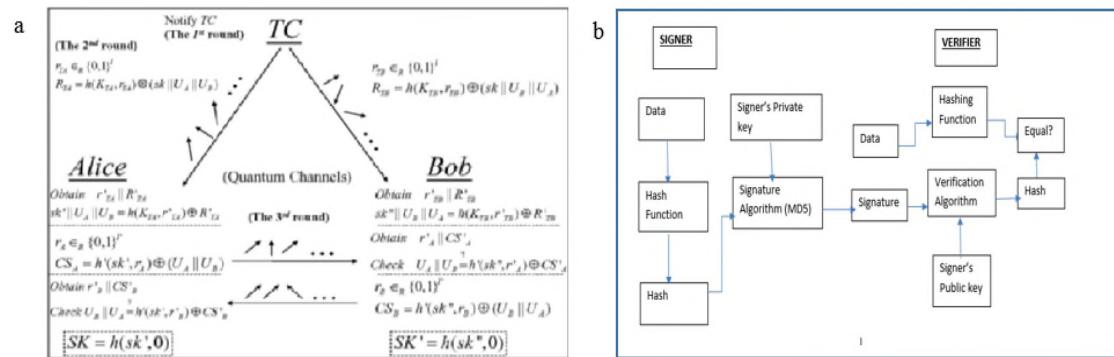 a
Notify TC
(The 1st round)
TC
(The 2nd round)
r_TA ∈_R {0,1}^l
R_TA = h(K_TA, r_TA) ⊕ (sk || U_A || U_B)
r_TB ∈_R {0,1}^l
R_TB = h(K_TB, r_TB) ⊕ (sk || U_B || U_A)
Alice
(Quantum Channels)
Bob
Obtain r'_TA || R'_TA
sk'' || U_A || U_B = h(K_TA, r'_TA) ⊕ R'_TA
(The 3rd round)
r_A ∈_R {0,1}^l'
CS_A = h'(sk', r_A) ⊕ (U_A || U_B)
Obtain r'_B || CS'_B
Check U_B || U_A ?= h'(sk', r'_B) ⊕ CS'_B
SK = h(sk', 0)
Obtain r'_TB || R'_TB
sk'' || U_B || U_A = h(K_TB, r'_TB) ⊕ R'_TB
Obtain r'_A || CS'_A
Check U_A || U_B ?= h'(sk'', r'_A) ⊕ CS'_A
r_B ∈_R {0,1}^l'
CS_B = h'(sk'', r_B) ⊕ (U_B || U_A)
SK' = h(sk'', 0)
b
SIGNER
VERIFIER
Data
Signer's Private
key
Hash
Function
Signature
Algorithm (MD5)
Hash
Signature
Data
Hashing
Function
Equal?
Verification
Algorithm
Hash
Signer's
Public key